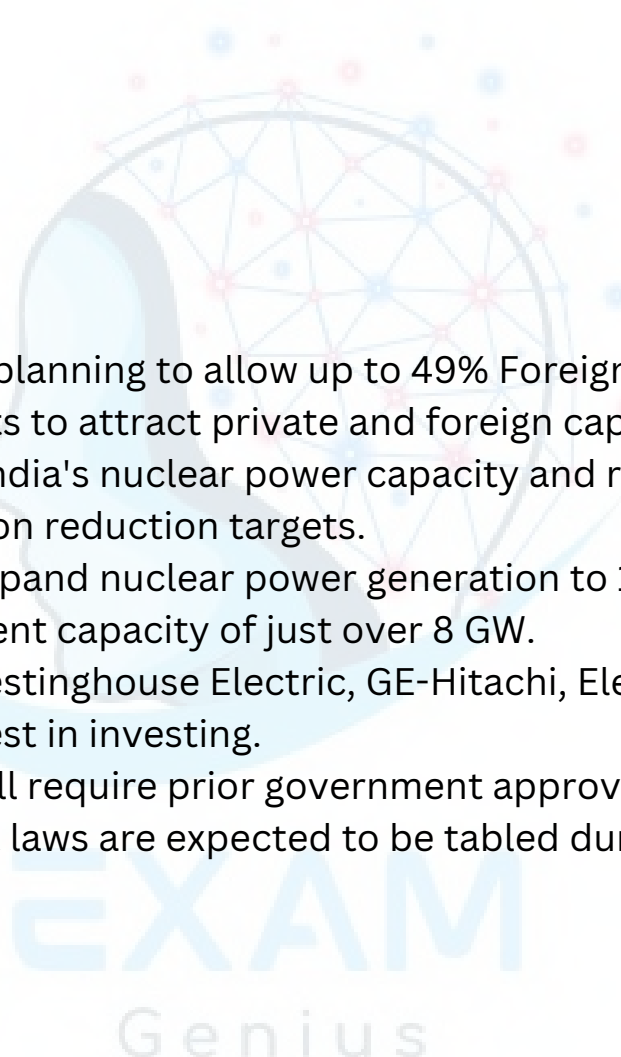 planning to allow up to 49% Foreign
ts to attract private and foreign cap
ndia's nuclear power capacity and r
on reduction targets.
pand nuclear power generation to
ent capacity of just over 8 GW.
estinghouse Electric, GE-Hitachi, Ele
est in investing.
ll require prior government approv
laws are expected to be tabled dur
EXAM
Genius